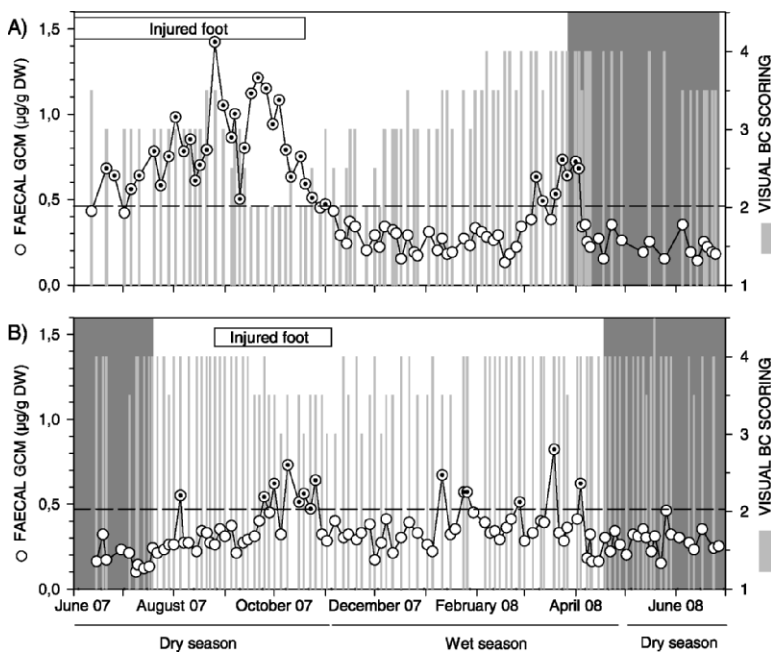 A)
Injured foot
1,5
1,0
0,5
0,0
FAECAL GCM (µg/g DW)
4
3
2
1
VISUAL BC SCORING
B)
Injured foot
1,5
1,0
0,5
0,0
FAECAL GCM (µg/g DW)
4
3
2
1
VISUAL BC SCORING
June 07 August 07 October 07 December 07 February 08 April 08 June 08
Dry season Wet season Dry season